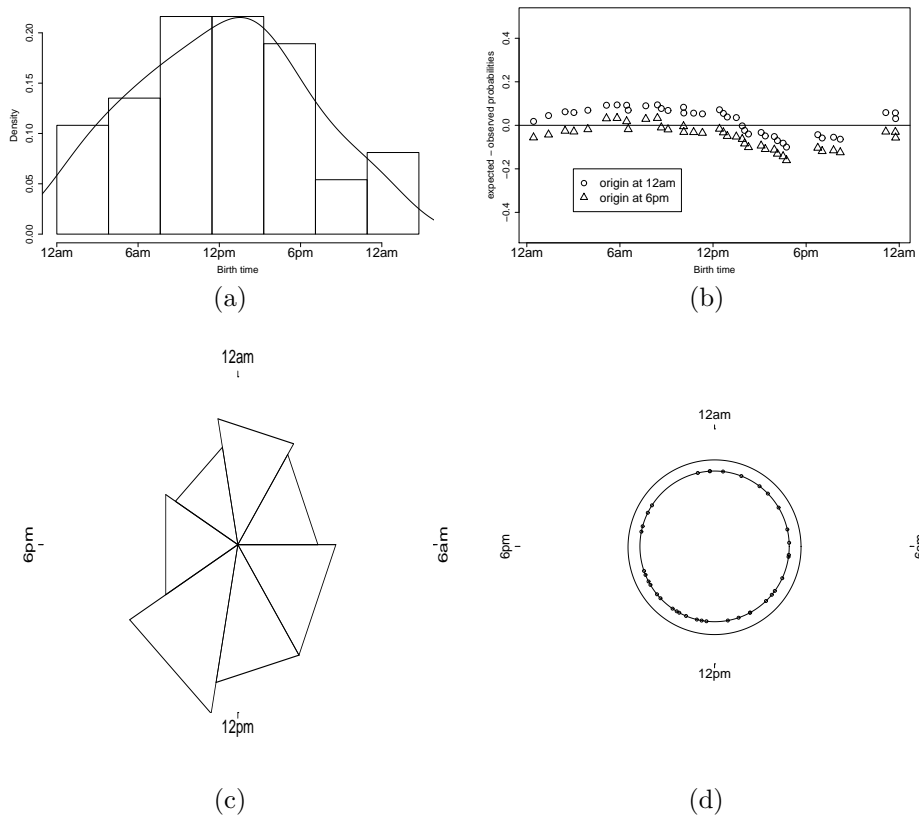 Density
0.00
0.05
0.10
0.15
0.20
12am
6am
12pm
6pm
12am
Birth time
(a)
expected − observed probabilities
−0.4
−0.2
0.0
0.2
0.4
origin at 12am
origin at 6pm
12am
6am
12pm
6pm
12am
Birth time
(b)
12am
6pm
6am
12pm
(c)
12am
6pm
6am
12pm
(d)